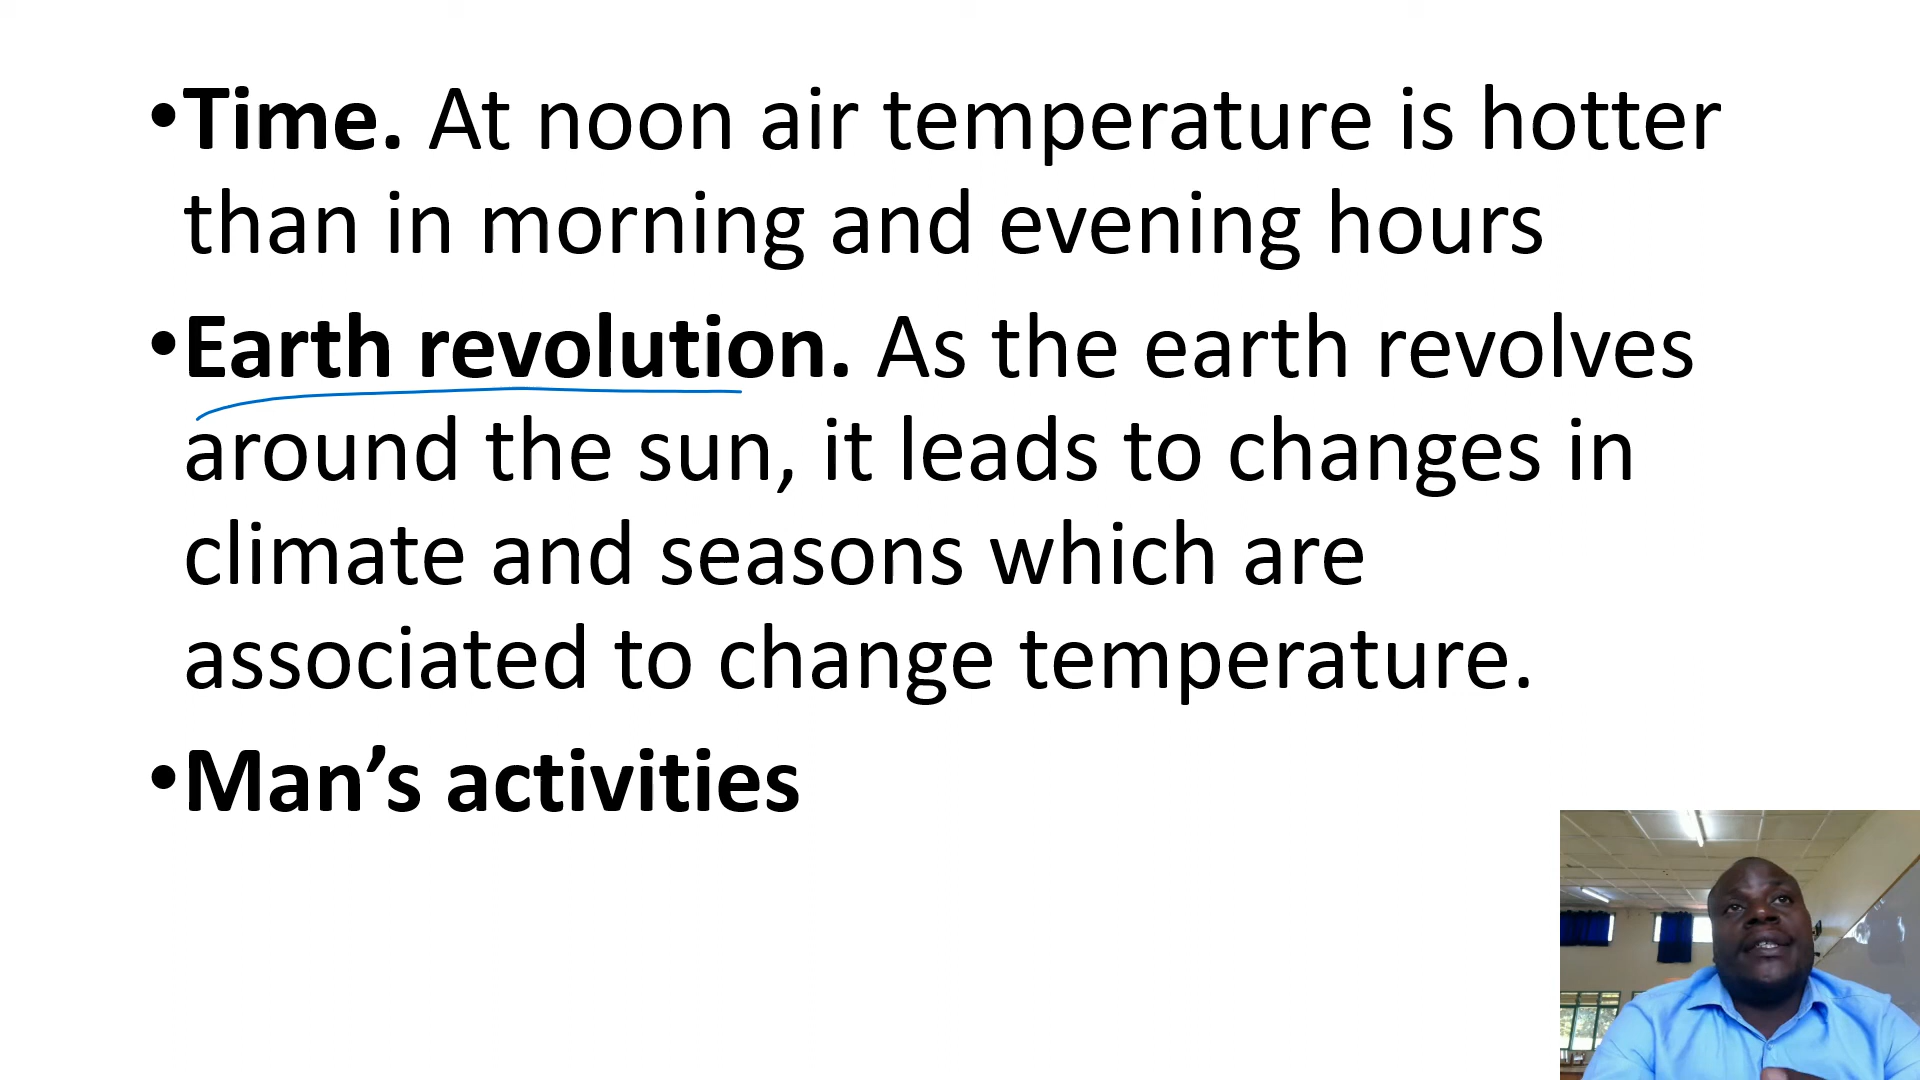 •Time. At noon air temperature is hotter
than in morning and evening hours
•Earth revolution. As the earth revolves
around the sun, it leads to changes in
climate and seasons which are
associated to change temperature.
•Man’s activities